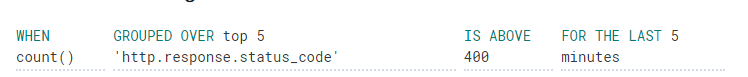 WHEN GROUPED OVER top 5 IS ABOVE FOR THE LAST 5
count() 'http.response.status_code' 400 minutes